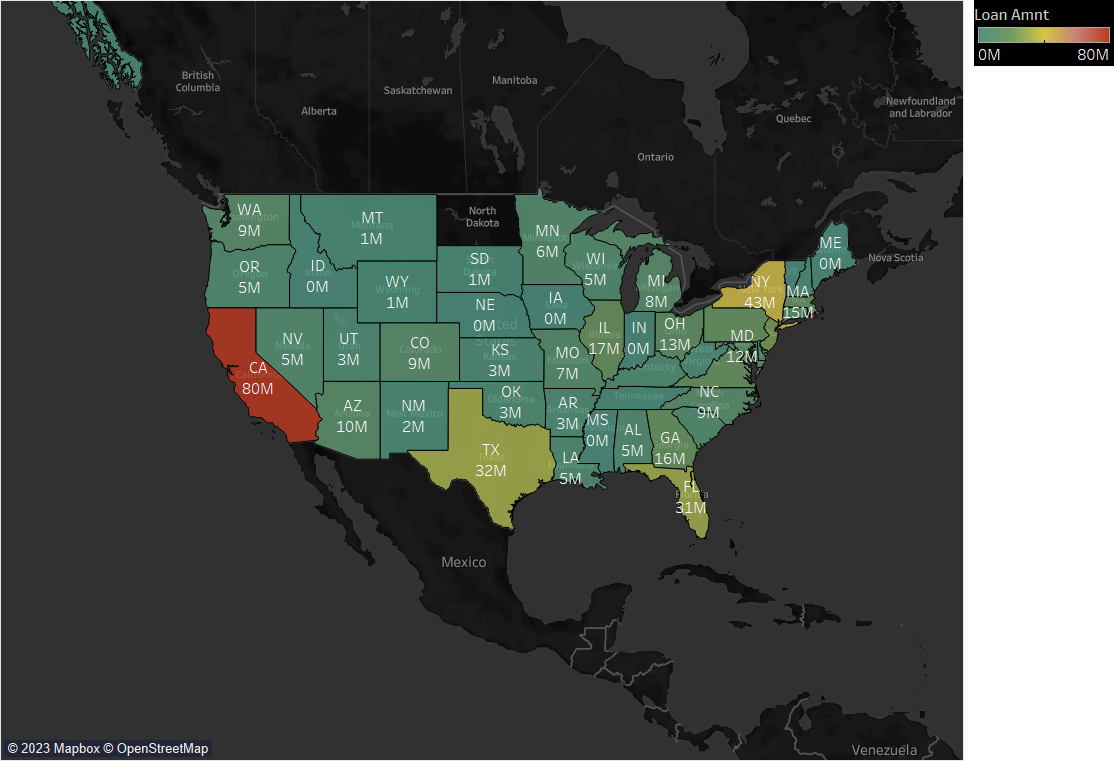 Loan Amnt
0M 80M
British
Columbia
Alberta
Saskatchewan
Manitoba
Ontario
Quebec
Newfoundland
and Labrador
Nova Scotia
North
Dakota
WA
9M
MT
1M
MN
6M
OR
5M
ID
0M
WY
1M
SD
1M
WI
5M
MI
8M
NY
43M
ME
0M
MA
15M
NE
0M
IA
0M
IL
17M
IN
0M
OH
13M
MD
12M
CA
80M
NV
5M
UT
3M
CO
9M
KS
3M
MO
7M
NC
9M
AZ
10M
NM
2M
OK
3M
AR
3M
Tennessee
MS
0M
AL
5M
GA
16M
TX
32M
LA
5M
FL
31M
Mexico
Venezuela
© 2023 Mapbox © OpenStreetMap